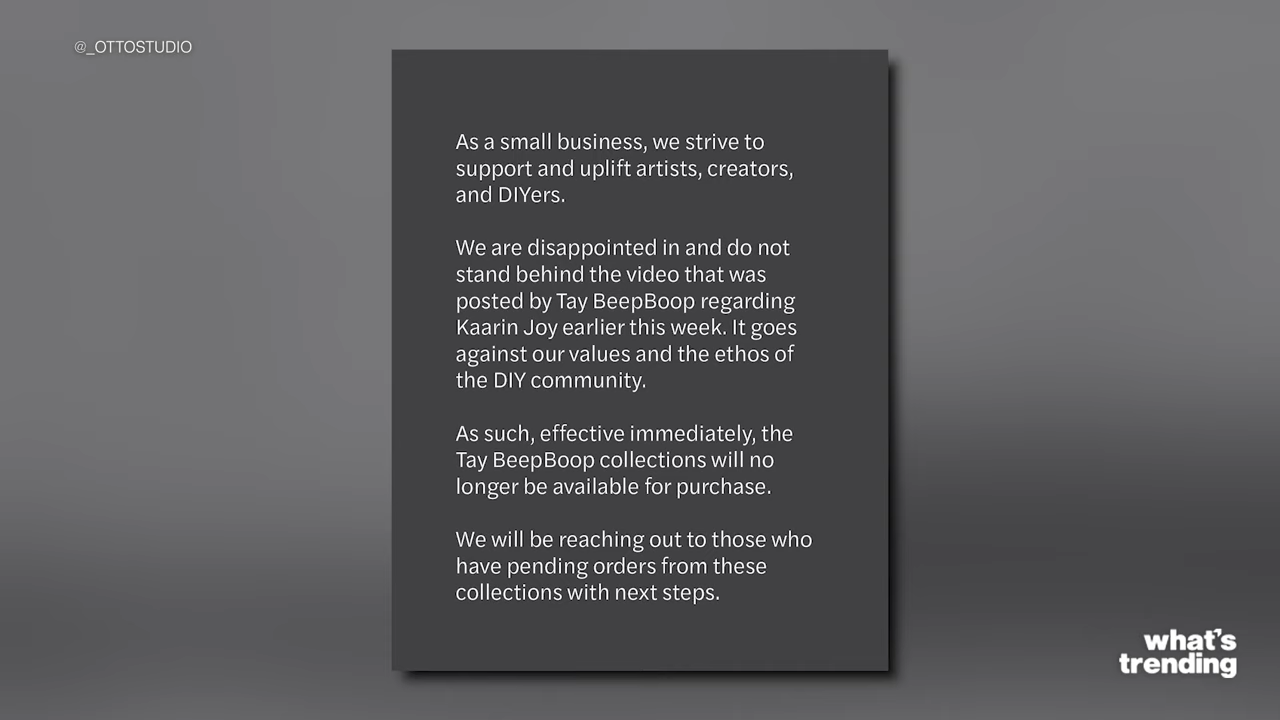 @_OTTOSTUDIO
As a small business, we strive to
support and uplift artists, creators,
and DIYers.
We are disappointed in and do not
stand behind the video that was
posted by Tay BeepBoop regarding
Kaarin Joy earlier this week. It goes
against our values and the ethos of
the DIY community.
As such, effective immediately, the
Tay BeepBoop collections will no
longer be available for purchase.
We will be reaching out to those who
have pending orders from these
collections with next steps.
what's
trending